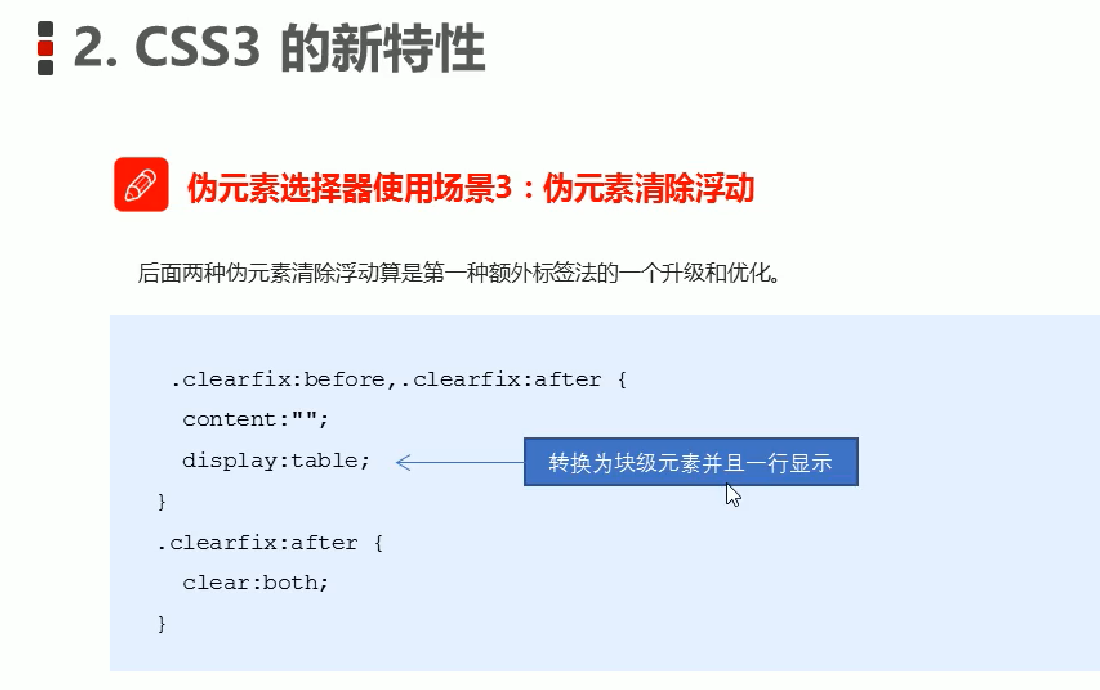 2. CSS3 的新特性
伪元素选择器使用场景3：伪元素清除浮动
后面两种伪元素清除浮动算是第一种额外标签法的一个升级和优化。
.clearfix:before,.clearfix:after {
content:"";
display:table;
转换为块级元素并且一行显示
}
.clearfix:after {
clear:both;
}